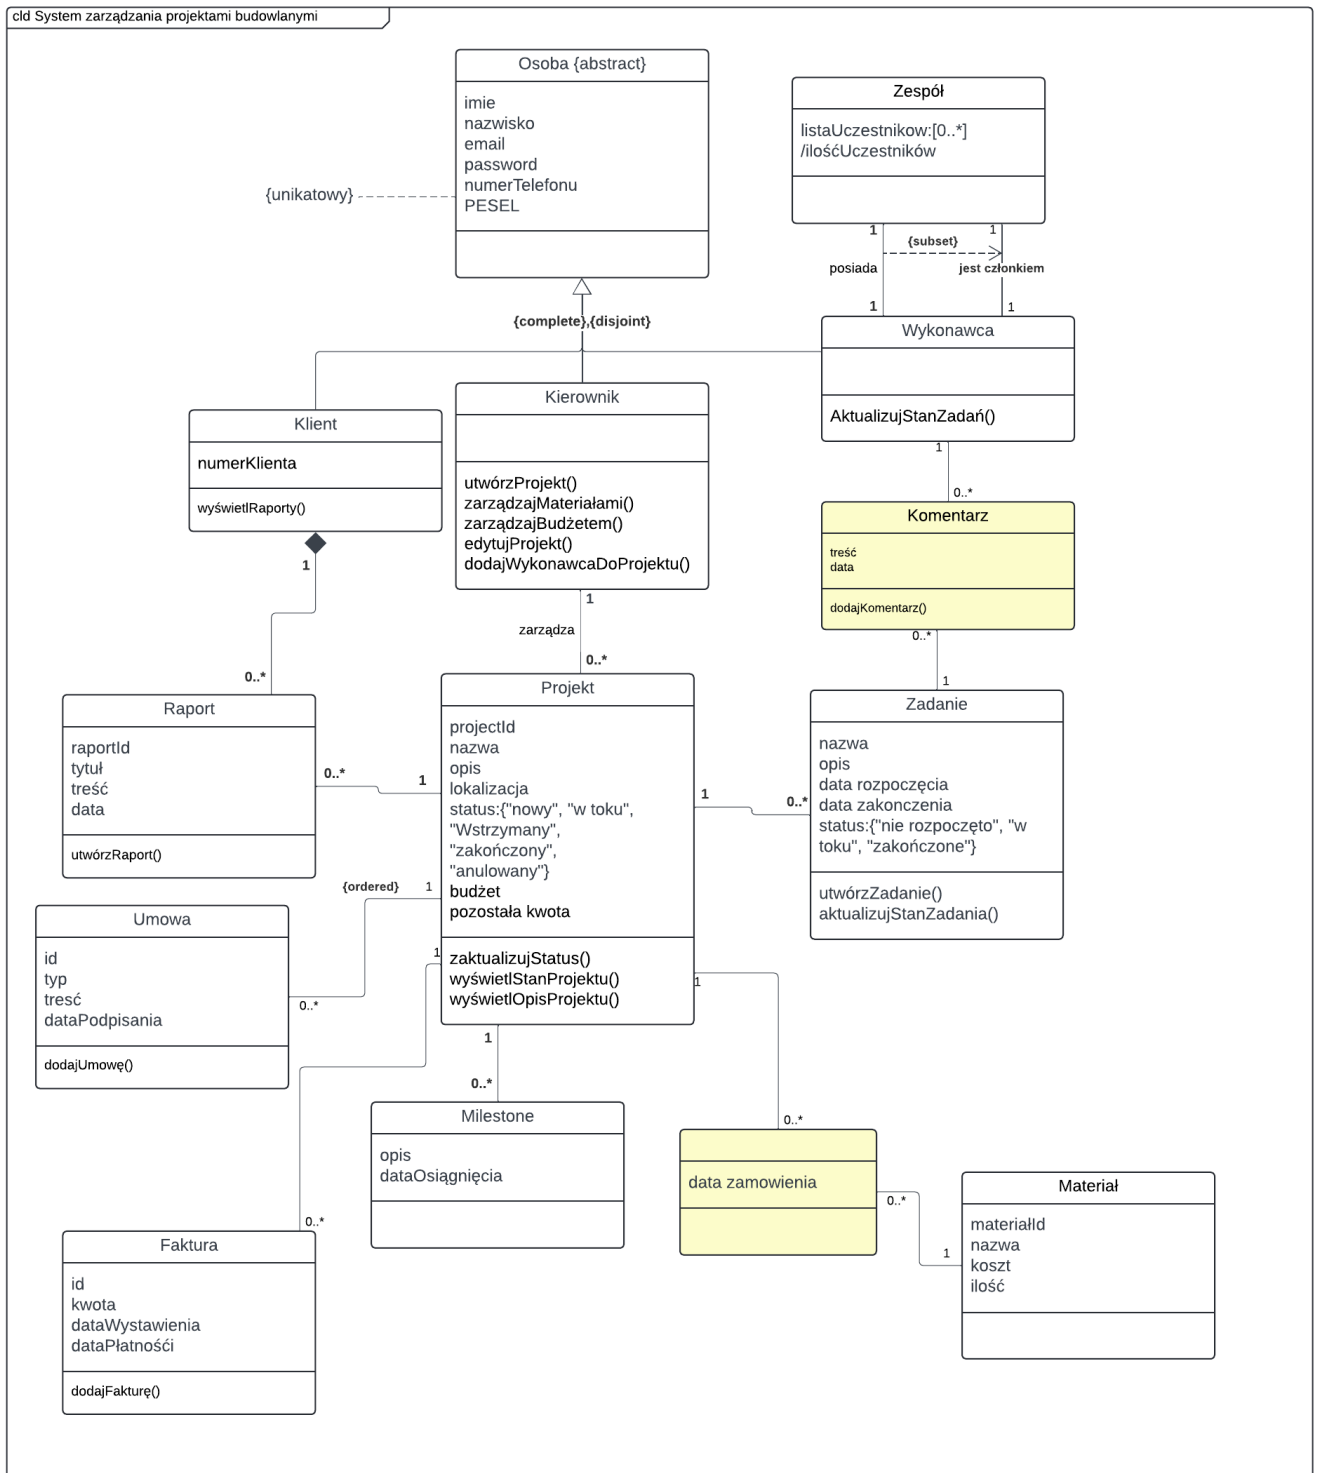 cld System zarządzania projektami budowlanymi
Osoba {abstract}
imie
nazwisko
email
password
numerTelefonu
PESEL
{unikatowy}
Zespół
listaUczestnikow:[0..*]
/ilośćUczestników
1
1
{subset}
posiada
jest członkiem
1
1
{complete},{disjoint}
Wykonawca
AktualizujStanZadań()
1
0..*
Klient
numerKlienta
wyświetlRaporty()
1
0..*
Kierownik
utwórzProjekt()
zarządzajMateriałami()
zarządzajBudżetem()
edytujProjekt()
dodajWykonawcaDoProjektu()
1
zarządza
0..*
Komentarz
treść
data
dodajKomentarz()
0..*
1
Raport
raportId
tytuł
treść
data
utwórzRaport()
0..*
1
Projekt
projectId
nazwa
opis
lokalizacja
status:{"nowy", "w toku",
"Wstrzymany",
"zakończony",
"anulowany"}
budżet
pozostała kwota
zaktualizujStatus()
wyświetlStanProjektu()
wyświetlOpisProjektu()
1
0..*
Zadanie
nazwa
opis
data rozpoczęcia
data zakonczenia
status:{"nie rozpoczęto", "w
toku", "zakończone"}
utwórzZadanie()
aktualizujStanZadania()
{ordered}
1
Umowa
id
typ
tresć
dataPodpisania
dodajUmowę()
0..*
1
1
1
0..*
Milestone
opis
dataOsiągnięcia
0..*
data zamowienia
0..*
1
Materiał
materiałId
nazwa
koszt
ilość
0..*
Faktura
id
kwota
dataWystawienia
dataPłatnośći
dodajFakturę()